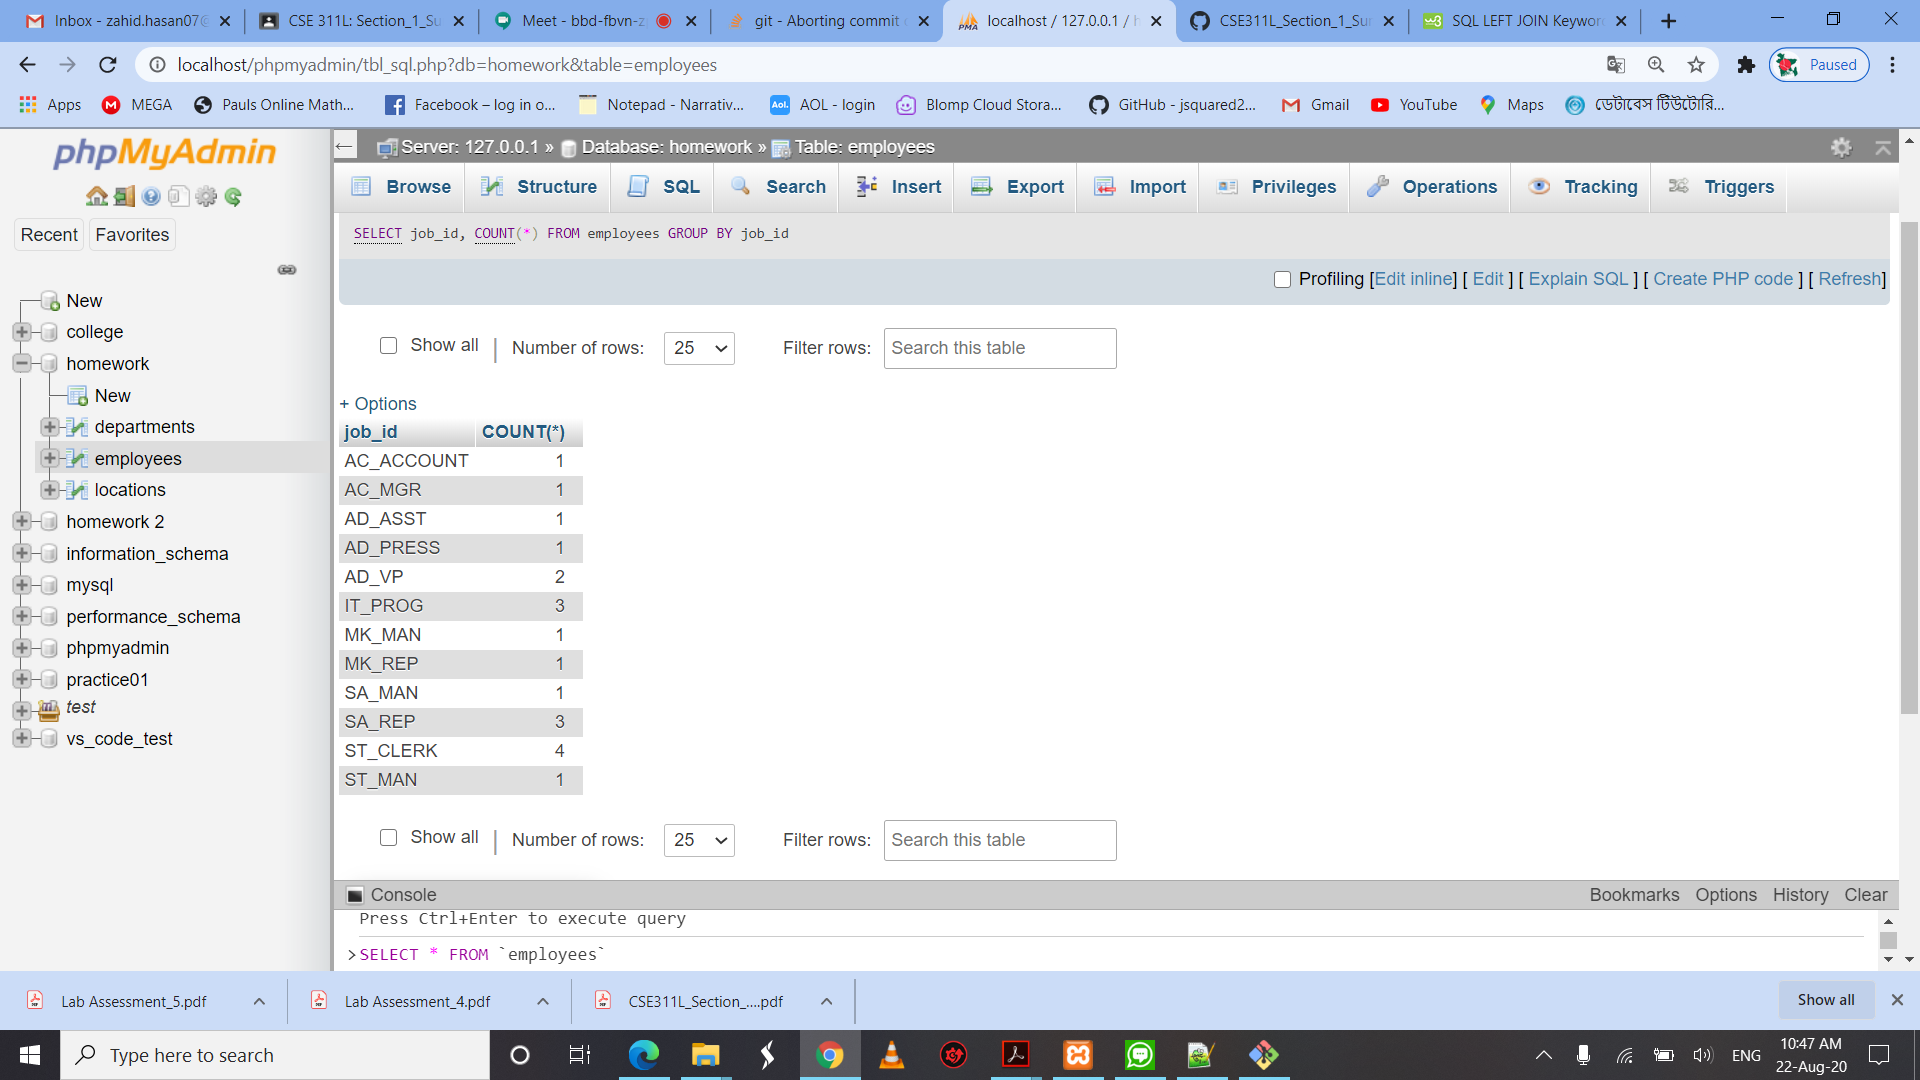 Inbox - zahid.hasan07@
CSE 311L: Section_1_Su
Meet - bbd-fbvn-z
git - Aborting commit
PMA
localhost / 127.0.0.1 / h
CSE311L_Section_1_Su
w3
SQL LEFT JOIN Keywor
localhost/phpmyadmin/tbl_sql.php?db=homework&table=employees
Paused
Apps
MEGA
Pauls Online Math...
Facebook – log in o...
Notepad - Narrativ...
Aol.
AOL - login
Blomp Cloud Stora...
GitHub - jsquared2...
Gmail
YouTube
Maps
ডেটাবেস টিউটোরি...
phpMyAdmin
Recent
Favorites
New
college
homework
New
departments
employees
locations
homework 2
information_schema
mysql
performance_schema
phpmyadmin
practice01
test
vs_code_test
Server: 127.0.0.1 » Database: homework » Table: employees
Browse
Structure
SQL
Search
Insert
Export
Import
Privileges
Operations
Tracking
Triggers
SELECT job_id, COUNT(*) FROM employees GROUP BY job_id
Profiling [Edit inline] [ Edit ] [ Explain SQL ] [ Create PHP code ] [ Refresh]
Show all | Number of rows: 25 Filter rows: Search this table
+ Options
job_id COUNT(*)
AC_ACCOUNT 1
AC_MGR 1
AD_ASST 1
AD_PRESS 1
AD_VP 2
IT_PROG 3
MK_MAN 1
MK_REP 1
SA_MAN 1
SA_REP 3
ST_CLERK 4
ST_MAN 1
Show all | Number of rows: 25 Filter rows: Search this table
Console
Bookmarks Options History Clear
Press Ctrl+Enter to execute query
>SELECT * FROM `employees`
Lab Assessment_5.pdf
Lab Assessment_4.pdf
CSE311L_Section_....pdf
Show all
Type here to search
ENG
10:47 AM
22-Aug-20